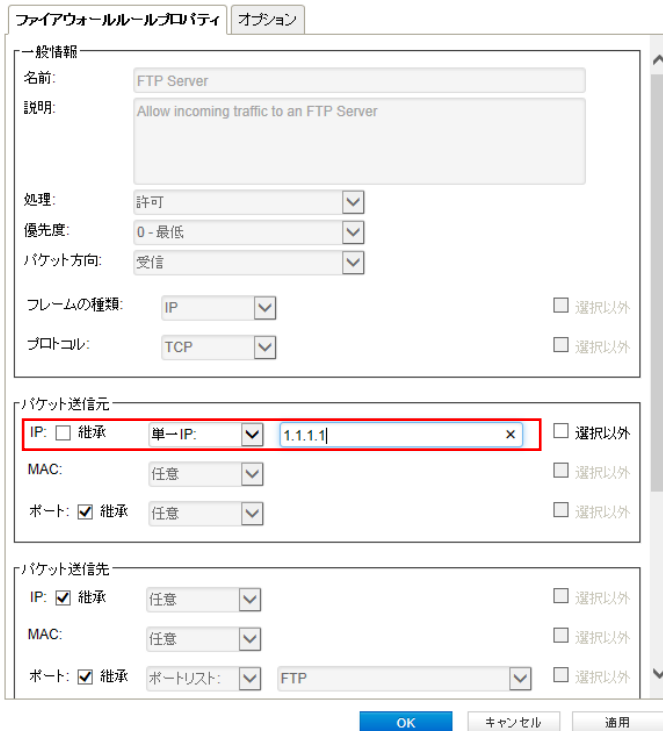 ファイアウォールルールプロパティ オプション
一般情報
名前: FTP Server
説明: Allow incoming traffic to an FTP Server
処理: 許可
優先度: 0 - 最低
パケット方向: 受信
フレームの種類: IP 選択以外
プロトコル: TCP 選択以外
パケット送信元
IP: 継承 単一IP: 1.1.1.1 × 選択以外
MAC: 任意 選択以外
ポート: 継承 任意 選択以外
パケット送信先
IP: 継承 任意 選択以外
MAC: 任意 選択以外
ポート: 継承 ポートリスト: FTP 選択以外
OK キャンセル 適用